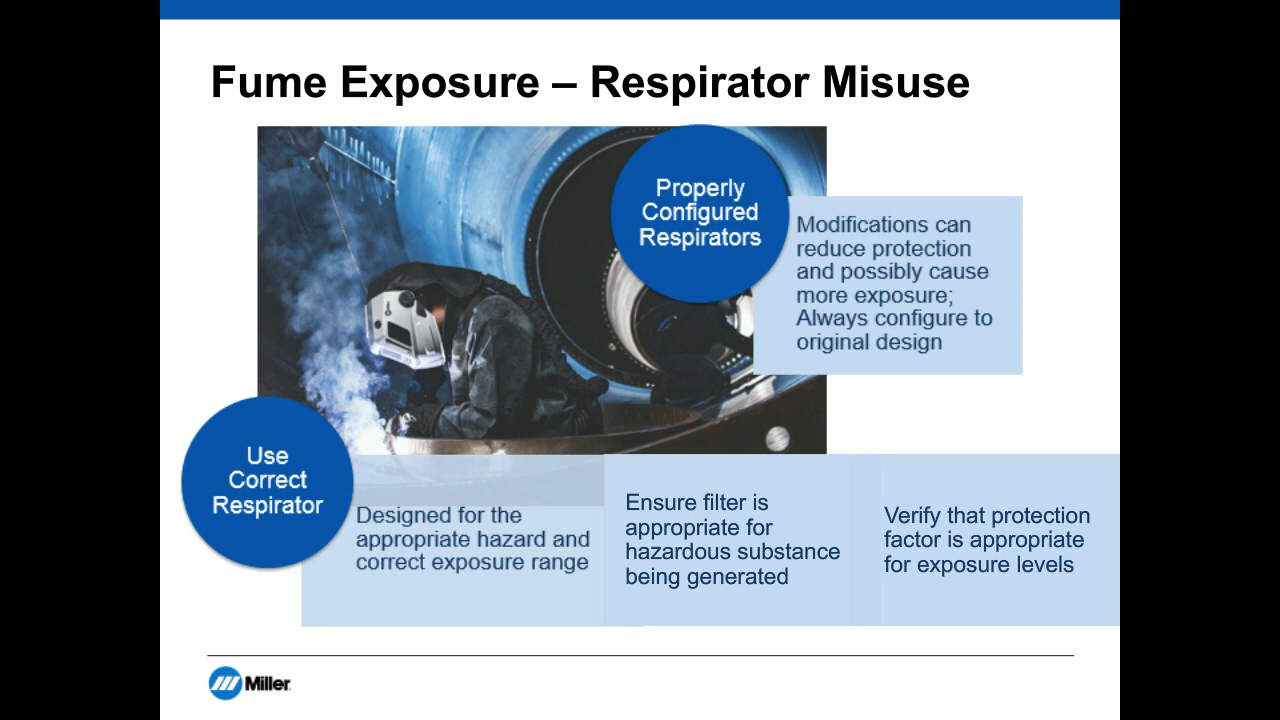 Fume Exposure – Respirator Misuse
Properly
Configured
Respirators
Modifications can
reduce protection
and possibly cause
more exposure;
Always configure to
original design
Use
Correct
Respirator
Designed for the
appropriate hazard and
correct exposure range
Ensure filter is
appropriate for
hazardous substance
being generated
Verify that protection
factor is appropriate
for exposure levels
Miller